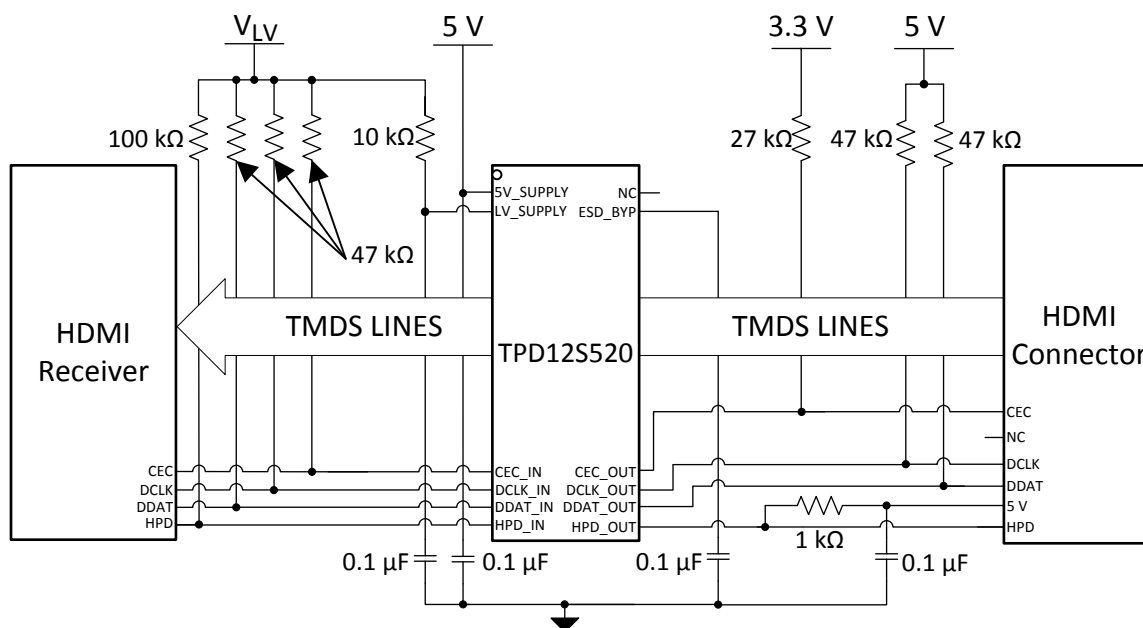 V_LV
5 V
3.3 V
5 V
100 kΩ
10 kΩ
27 kΩ
47 kΩ
47 kΩ
5V_SUPPLY
NC
LV_SUPPLY
ESD_BYP
47 kΩ
HDMI
Receiver
TMDS LINES
TPD12S520
TMDS LINES
HDMI
Connector
CEC
NC
DCLK
DDAT
5 V
HPD
CEC
DCLK
DDAT
HPD
CEC_IN
DCLK_IN
DDAT_IN
HPD_IN
CEC_OUT
DCLK_OUT
DDAT_OUT
HPD_OUT
1 kΩ
0.1 µF
0.1 µF
0.1 µF
0.1 µF